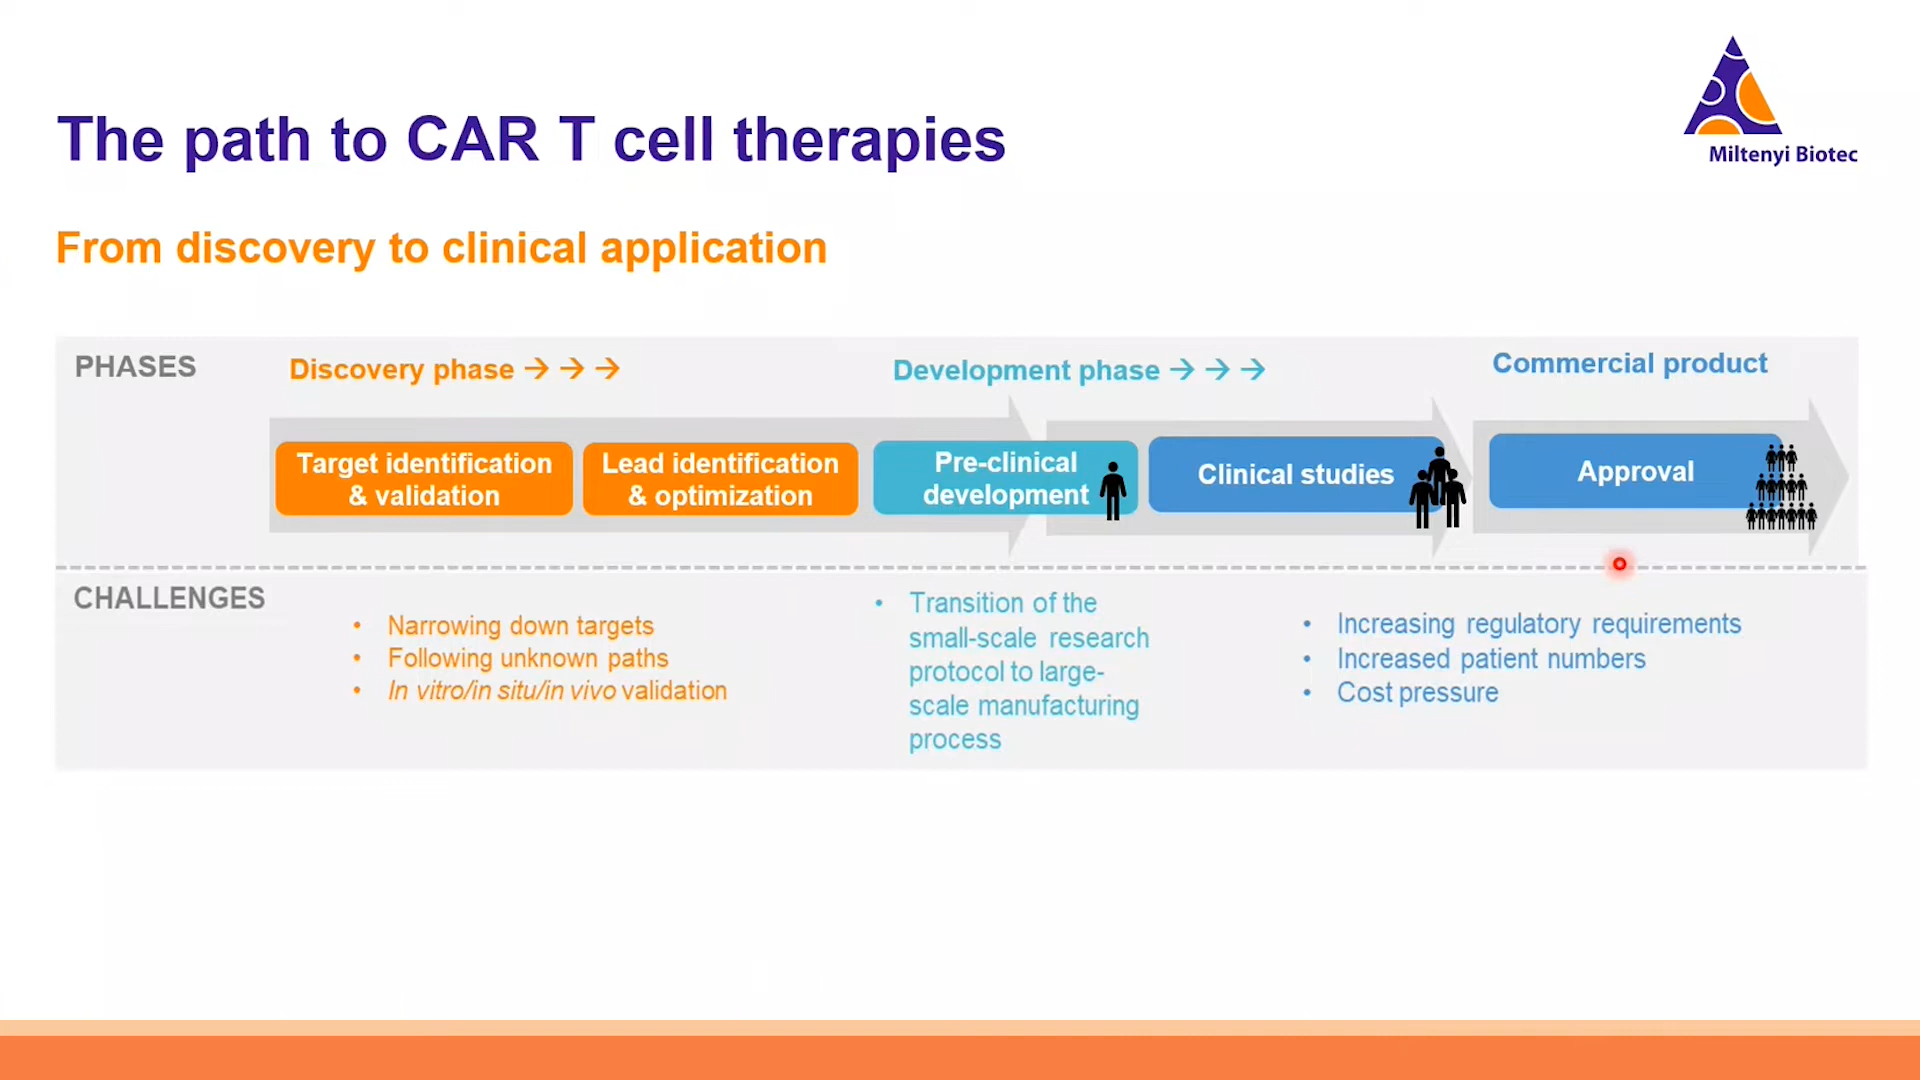 Miltenyi Biotec
The path to CAR T cell therapies
From discovery to clinical application
PHASES
Discovery phase → → →
Development phase → → →
Commercial product
Target identification
& validation
Lead identification
& optimization
Pre-clinical
development
Clinical studies
Approval
CHALLENGES
• Narrowing down targets
• Following unknown paths
• In vitro/in situ/in vivo validation
• Transition of the
small-scale research
protocol to large-
scale manufacturing
process
• Increasing regulatory requirements
• Increased patient numbers
• Cost pressure